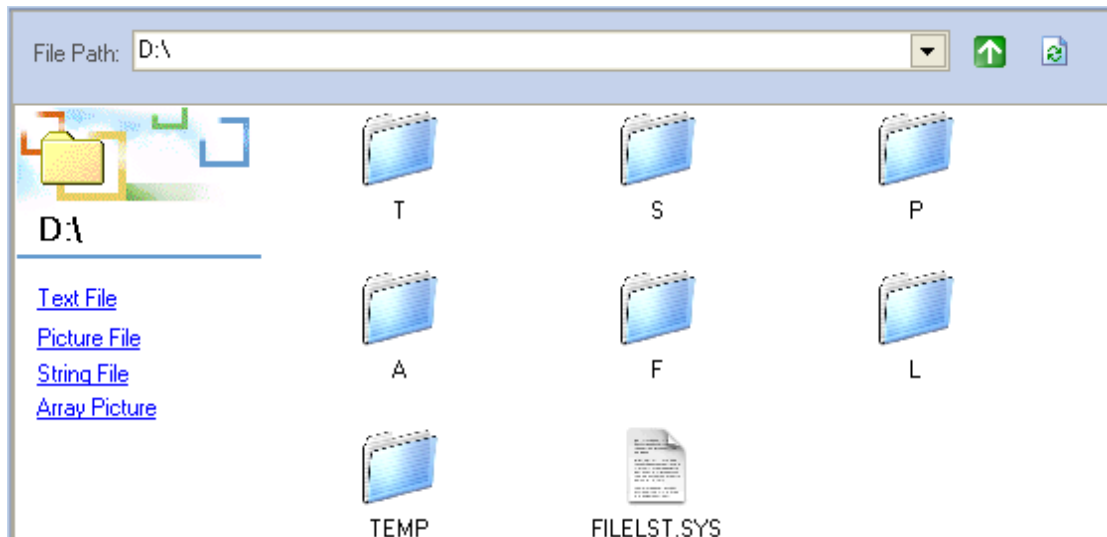 File Path: D:\
D:\
Text File
Picture File
String File
Array Picture
T S P
A F L
TEMP FILELST.SYS